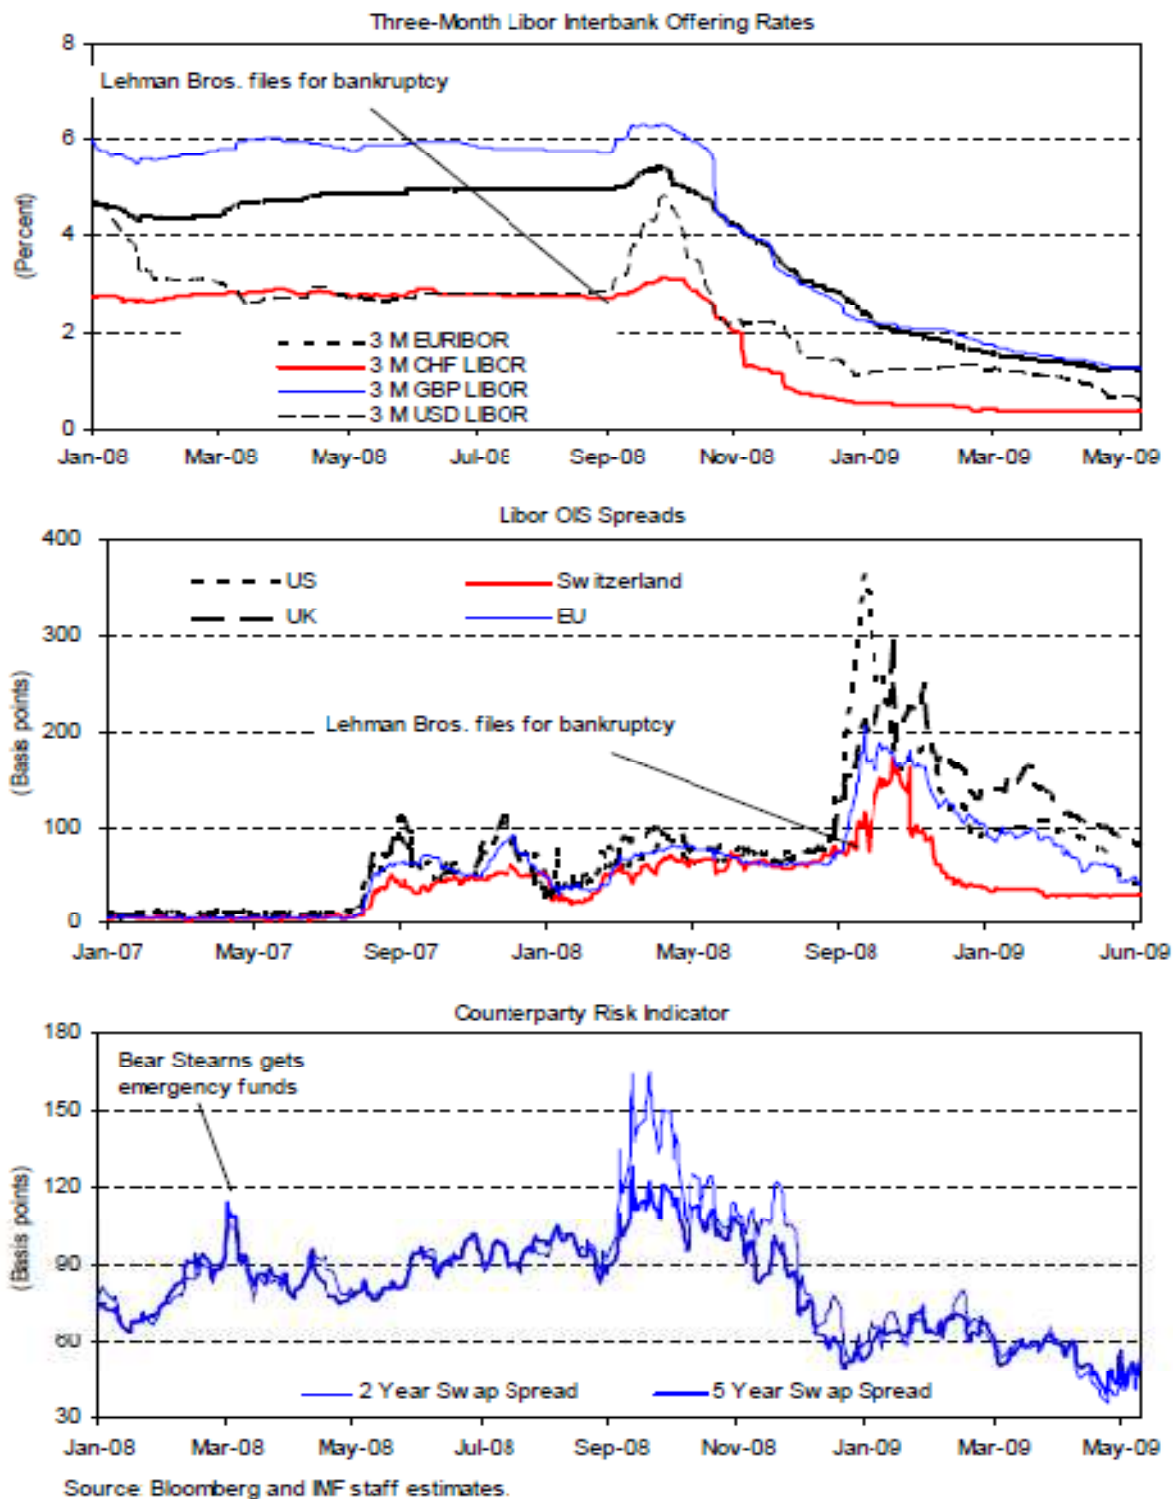 Three-Month Libor Interbank Offering Rates
8
Lehman Bros. files for bankruptcy
6
(Percent)
4
2
3 M EURIBOR
3 M CHF LIBOR
3 M GBP LIBOR
3 M USD LIBOR
0
Jan-08 Mar-08 May-08 Jul-08 Sep-08 Nov-08 Jan-09 Mar-09 May-09
Libor OIS Spreads
400
US Switzerland
UK EU
300
(Basis points)
Lehman Bros. files for bankruptcy
200
100
0
Jan-07 May-07 Sep-07 Jan-08 May-08 Sep-08 Jan-09 Jun-09
Counterparty Risk Indicator
180
Bear Stearns gets
emergency funds
150
120
(Basis points)
90
60
2 Year Swap Spread 5 Year Swap Spread
30
Jan-08 Mar-08 May-08 Jul-08 Sep-08 Nov-08 Jan-09 Mar-09 May-09
Source: Bloomberg and IMF staff estimates.